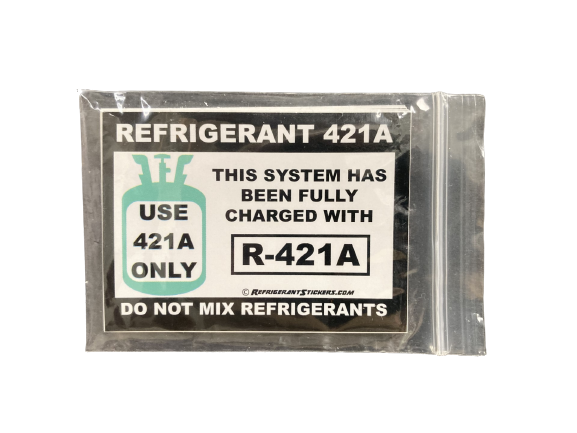 REFRIGERANT 421A
USE
421A
ONLY
THIS SYSTEM HAS
BEEN FULLY
CHARGED WITH
R-421A
© REFRIGERANTSTICKERS.COM
DO NOT MIX REFRIGERANTS